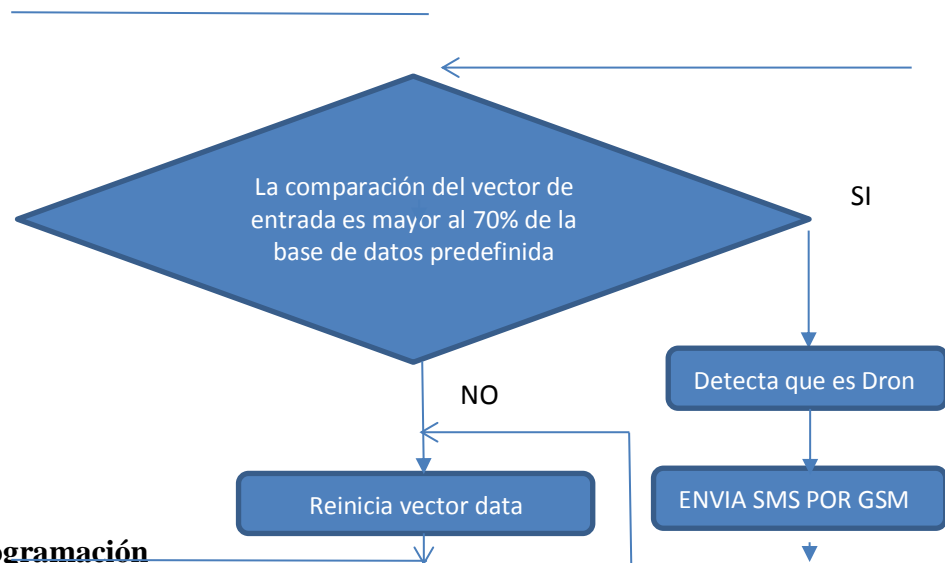 La comparación del vector de
entrada es mayor al 70% de la
base de datos predefinida
SI
Detecta que es Dron
NO
Reinicia vector data
ENVIA SMS POR GSM
ogramación